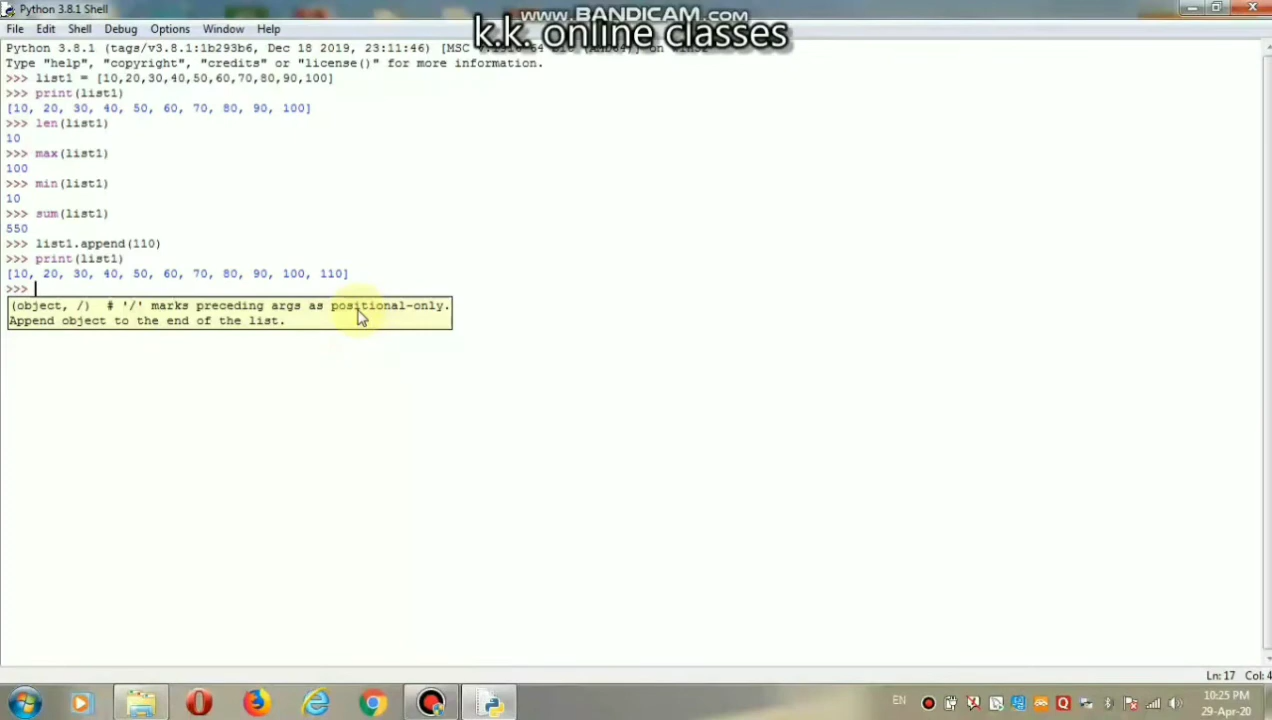 Python 3.8.1 Shell
www.BANDICAM.com
File Edit Shell Debug Options Window Help
k.k. online classes
Python 3.8.1 (tags/v3.8.1:1b293b6, Dec 18 2019, 23:11:46) [MSC
Type "help", "copyright", "credits" or "license()" for more information.
>>> list1 = [10,20,30,40,50,60,70,80,90,100]
>>> print(list1)
[10, 20, 30, 40, 50, 60, 70, 80, 90, 100]
>>> len(list1)
10
>>> max(list1)
100
>>> min(list1)
10
>>> sum(list1)
550
>>> list1.append(110)
>>> print(list1)
[10, 20, 30, 40, 50, 60, 70, 80, 90, 100, 110]
>>>
(object, /)  # '/' marks preceding args as positional-only.
Append object to the end of the list.
Ln: 17 Col: 4
EN
10:25 PM
29-Apr-20